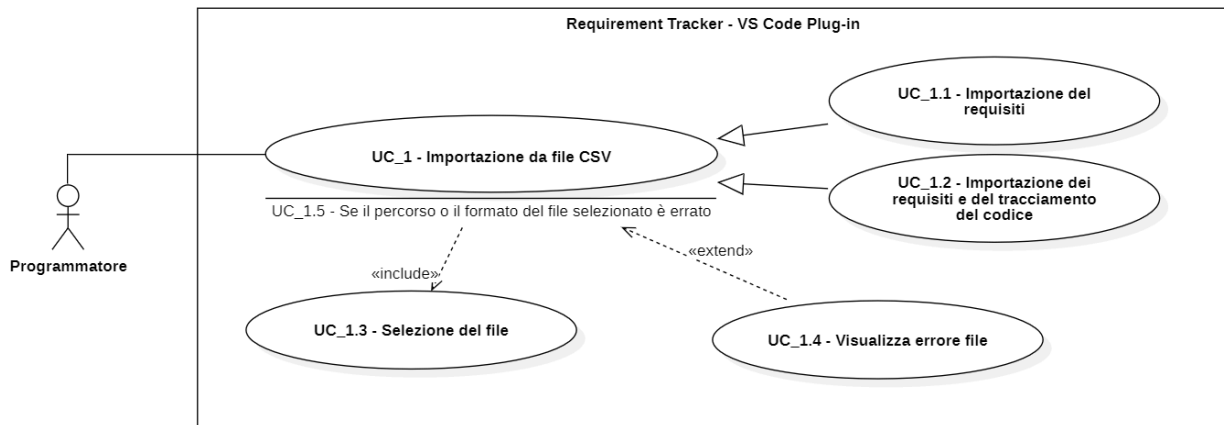 Requirement Tracker - VS Code Plug-in
UC_1.1 - Importazione del
requisiti
UC_1 - Importazione da file CSV
UC_1.2 - Importazione dei
requisiti e del tracciamento
del codice
UC_1.5 - Se il percorso o il formato del file selezionato è errato
Programmatore
«include»
«extend»
UC_1.3 - Selezione del file
UC_1.4 - Visualizza errore file